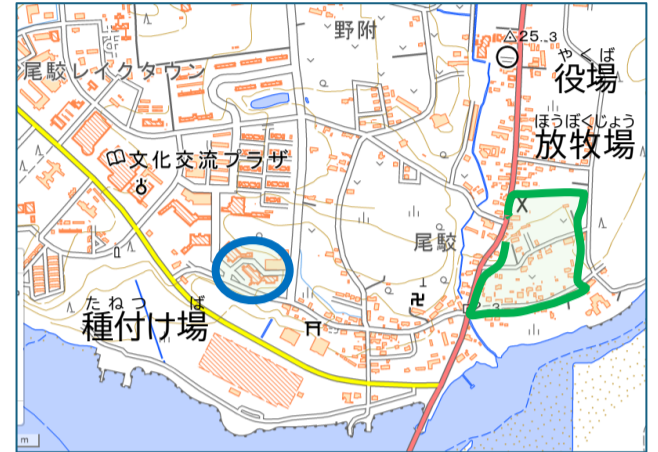 野附
25.3
やくば
役場
尾駮レイクタウン
ほうぼくじょう
放牧場
文化交流プラザ
X
尾駮
たねつ ば
種付け場
m